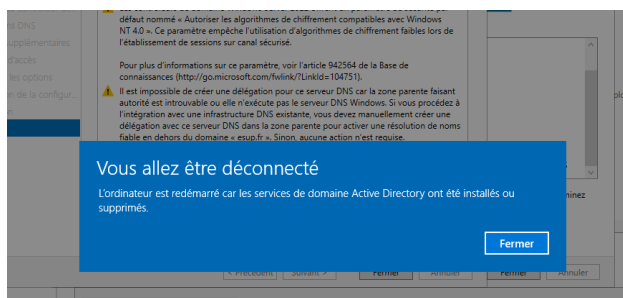 ns DNS
supplémentaires
d'accès
les options
n de la configur...
défaut nommé « Autoriser les algorithmes de chiffrement compatibles avec Windows
NT 4.0 ». Ce paramètre empêche l'utilisation d'algorithmes de chiffrement faibles lors de
l'établissement de sessions sur canal sécurisé.
Pour plus d'informations sur ce paramètre, voir l'article 942564 de la Base de
connaissances (http://go.microsoft.com/fwlink/?LinkId=104751).
Il est impossible de créer une délégation pour ce serveur DNS car la zone parente faisant
autorité est introuvable ou elle n'exécute pas le serveur DNS Windows. Si vous procédez à
l'intégration avec une infrastructure DNS existante, vous devez manuellement créer une
délégation avec ce serveur DNS dans la zone parente pour activer une résolution de noms
fiable en dehors du domaine « esup.fr ». Sinon, aucune action n'est requise.
Vous allez être déconnecté
L'ordinateur est redémarré car les services de domaine Active Directory ont été installés ou
supprimés.
Fermer
minez
< Précédent Suivant > Fermer Annuler Fermer Annuler